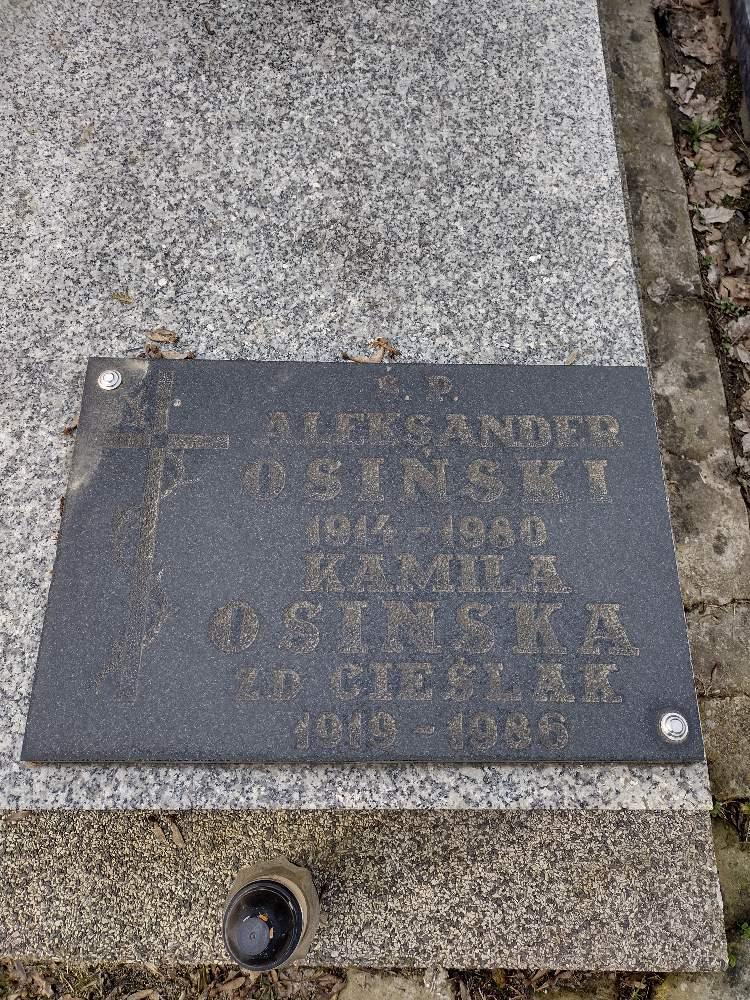 Ś. P.
ALEKSANDER
OSIŃSKI
1914 - 1980
KAMILA
OSIŃSKA
ZD CIEŚLAK
1919 - 1986